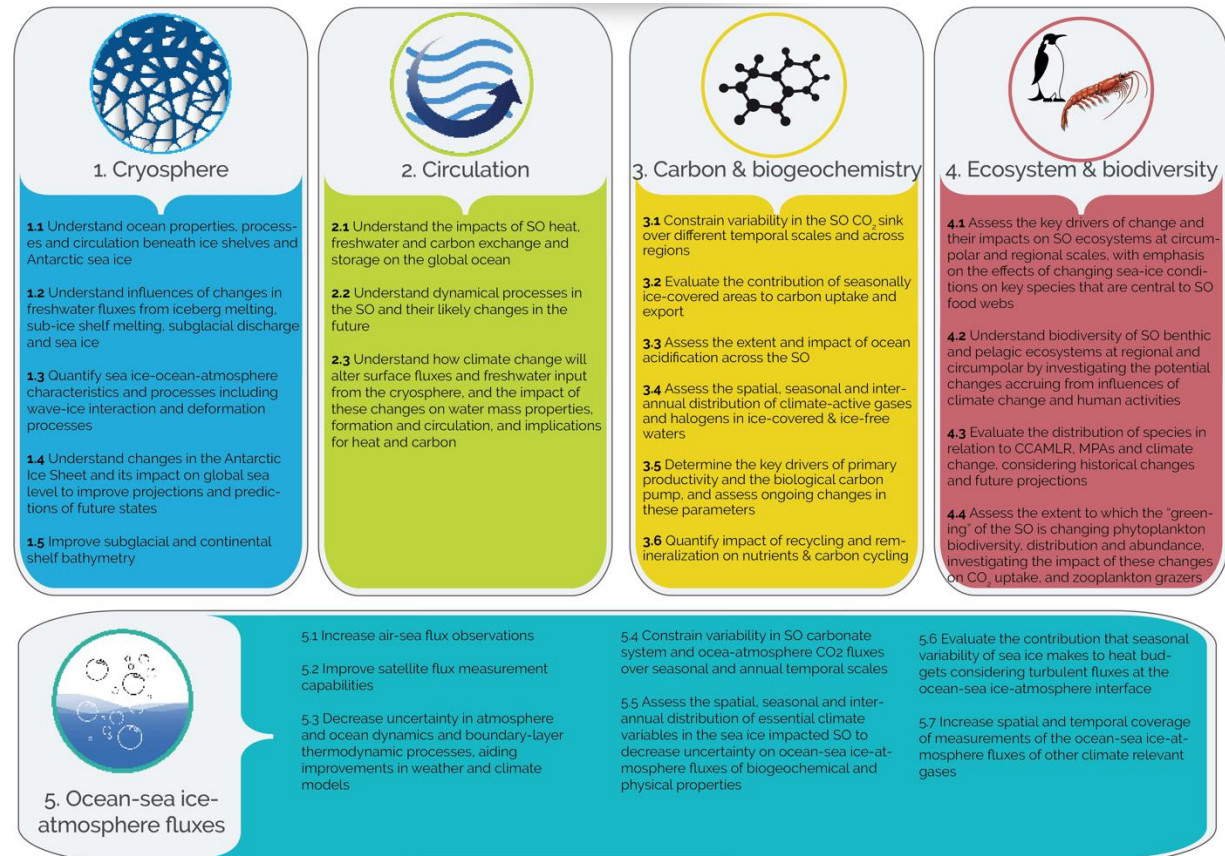 1. Cryosphere
1.1 Understand ocean properties, process-
es and circulation beneath ice shelves and
Antarctic sea ice
1.2 Understand influences of changes in
freshwater fluxes from iceberg melting,
sub-ice shelf melting, subglacial discharge
and sea ice
1.3 Quantify sea ice-ocean-atmosphere
characteristics and processes including
wave-ice interaction and deformation
processes
1.4 Understand changes in the Antarctic
Ice Sheet and its impact on global sea
level to improve projections and predic-
tions of future states
1.5 Improve subglacial and continental
shelf bathymetry
2. Circulation
2.1 Understand the impacts of SO heat,
freshwater and carbon exchange and
storage on the global ocean
2.2 Understand dynamical processes in
the SO and their likely changes in the
future
2.3 Understand how climate change will
alter surface fluxes and freshwater input
from the cryosphere, and the impact of
these changes on water mass properties,
formation and circulation, and implications
for heat and carbon
3. Carbon & biogeochemistry
3.1 Constrain variability in the SO CO₂ sink
over different temporal scales and across
regions
3.2 Evaluate the contribution of seasonally
ice-covered areas to carbon uptake and
export
3.3 Assess the extent and impact of ocean
acidification across the SO
3.4 Assess the spatial, seasonal and inter-
annual distribution of climate-active gases
and halogens in ice-covered & ice-free
waters
3.5 Determine the key drivers of primary
productivity and the biological carbon
pump, and assess ongoing changes in
these parameters
3.6 Quantify impact of recycling and rem-
mineralization on nutrients & carbon cycling
4. Ecosystem & biodiversity
4.1 Assess the key drivers of change and
their impacts on SO ecosystems at circum-
polar and regional scales, with emphasis
on the effects of changing sea-ice condi-
tions on key species that are central to SO
food webs
4.2 Understand biodiversity of SO benthic
and pelagic ecosystems at regional and
circumpolar by investigating the potential
changes accruing from influences of
climate change and human activities
4.3 Evaluate the distribution of species in
relation to CCAMLR, MPAs and climate
change, considering historical changes
and future projections
4.4 Assess the extent to which the “green-
ing” of the SO is changing phytoplankton
biodiversity, distribution and abundance,
investigating the impact of these changes
on CO₂ uptake, and zooplankton grazers
5. Ocean-sea ice-
atmosphere fluxes
5.1 Increase air-sea flux observations
5.2 Improve satellite flux measurement
capabilities
5.3 Decrease uncertainty in atmosphere
and ocean dynamics and boundary-layer
thermodynamic processes, aiding
improvements in weather and climate
models
5.4 Constrain variability in SO carbonate
system and ocea-atmosphere CO2 fluxes
over seasonal and annual temporal scales
5.5 Assess the spatial, seasonal and inter-
annual distribution of essential climate
variables in the sea ice impacted SO to
decrease uncertainty on ocean-sea ice-at-
mosphere fluxes of biogeochemical and
physical properties
5.6 Evaluate the contribution that seasonal
variability of sea ice makes to heat bud-
gets considering turbulent fluxes at the
ocean-sea ice-atmosphere interface
5.7 Increase spatial and temporal coverage
of measurements of the ocean-sea ice-at-
mosphere fluxes of other climate relevant
gases